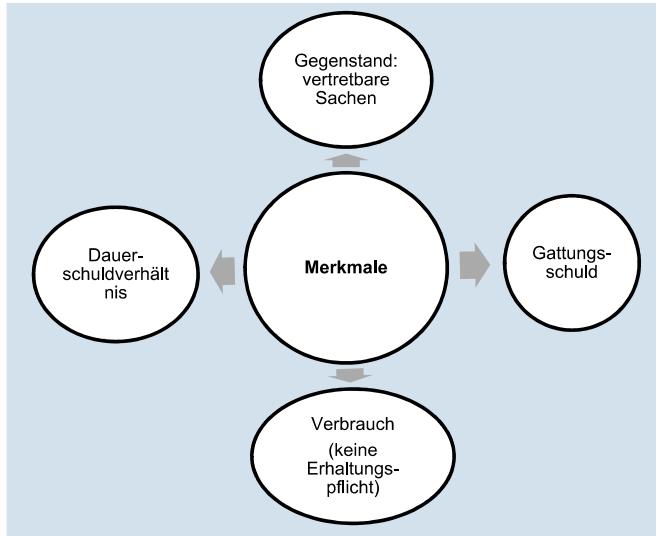 Gegenstand:
vertretbare
Sachen
Dauer-
schuldverhält
nis
Merkmale
Gattungs-
schuld
Verbrauch
(keine
Erhaltungs-
pflicht)